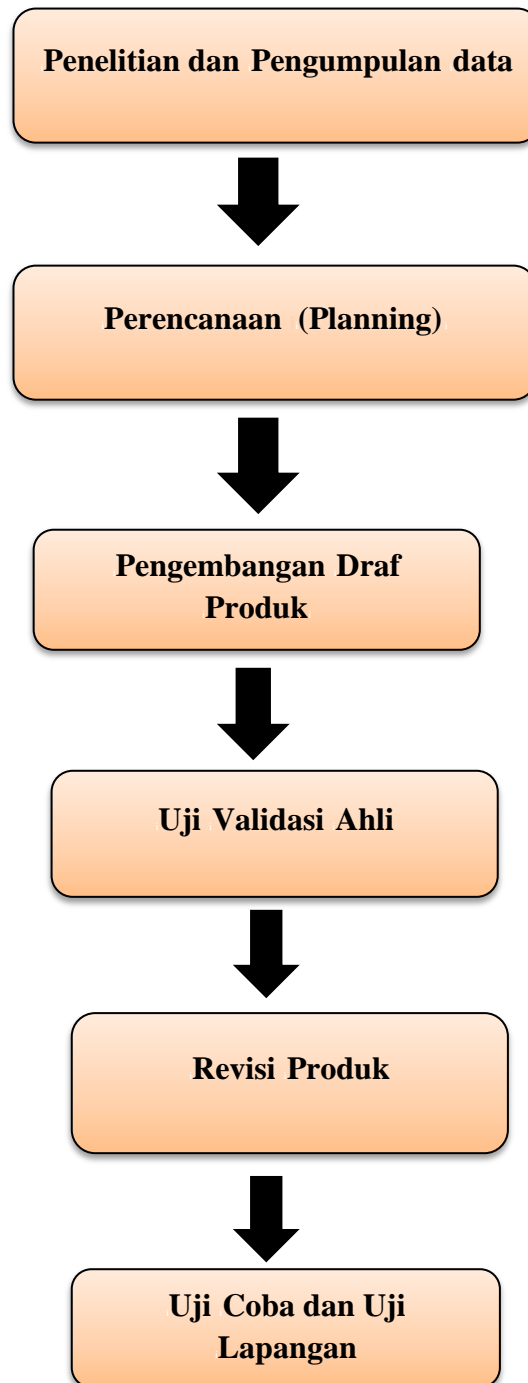 Penelitian dan Pengumpulan data
Perencanaan (Planning)
Pengembangan Draf
Produk
Uji Validasi Ahli
Revisi Produk
Uji Coba dan Uji
Lapangan